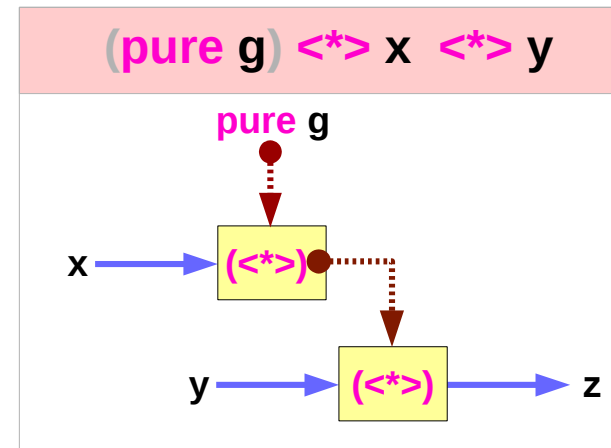 (pure g) <*> x <*> y
pure g
x (<*>)
y (<*>) z